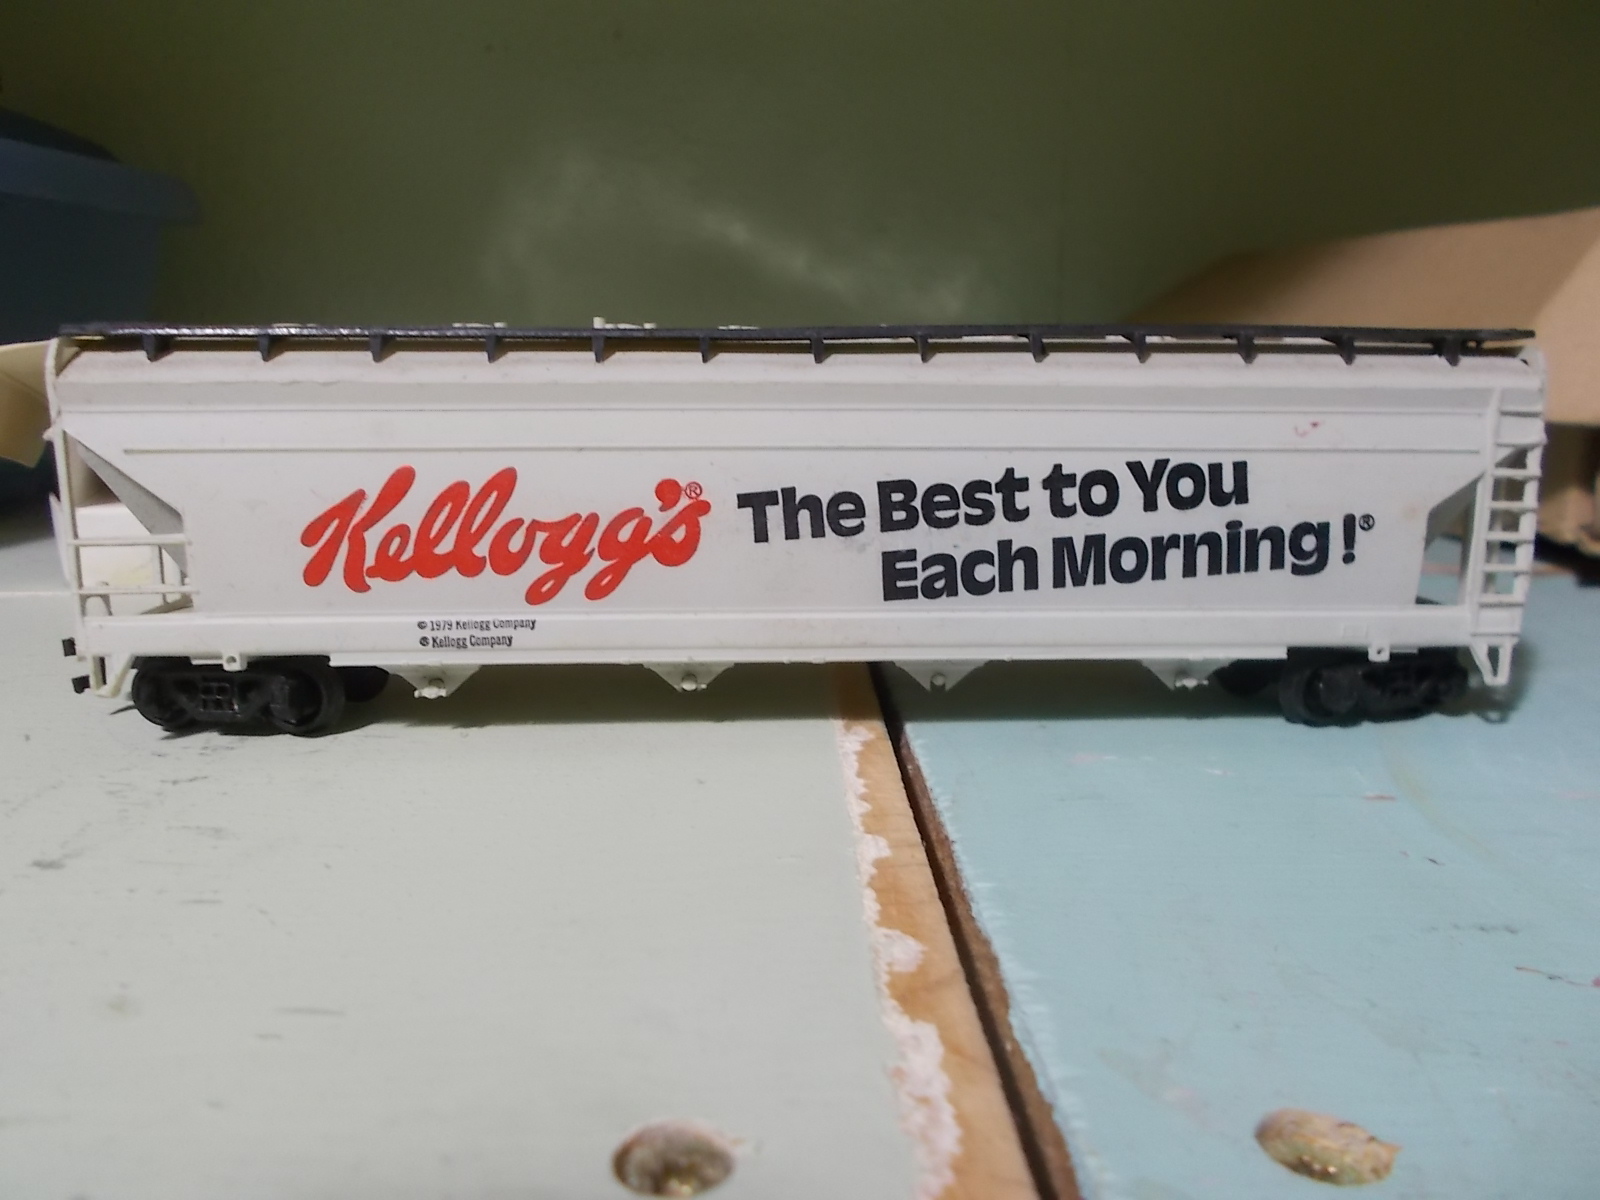 Kellogg's®
The Best to You
Each Morning!®
© 1979 Kellogg Company
® Kellogg Company